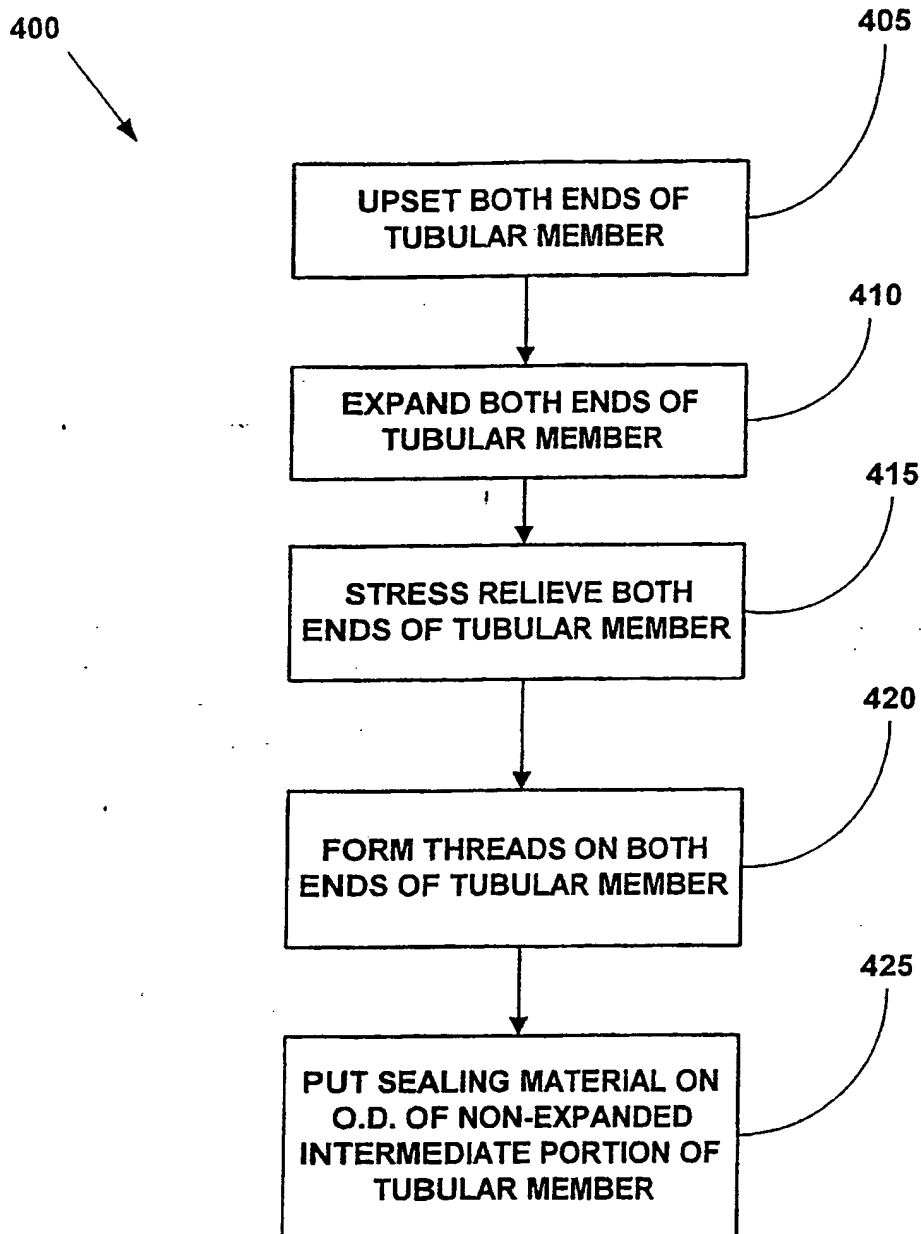 400
405
UPSET BOTH ENDS OF
TUBULAR MEMBER
410
EXPAND BOTH ENDS OF
TUBULAR MEMBER
415
STRESS RELIEVE BOTH
ENDS OF TUBULAR MEMBER
420
FORM THREADS ON BOTH
ENDS OF TUBULAR MEMBER
425
PUT SEALING MATERIAL ON
O.D. OF NON-EXPANDED
INTERMEDIATE PORTION OF
TUBULAR MEMBER